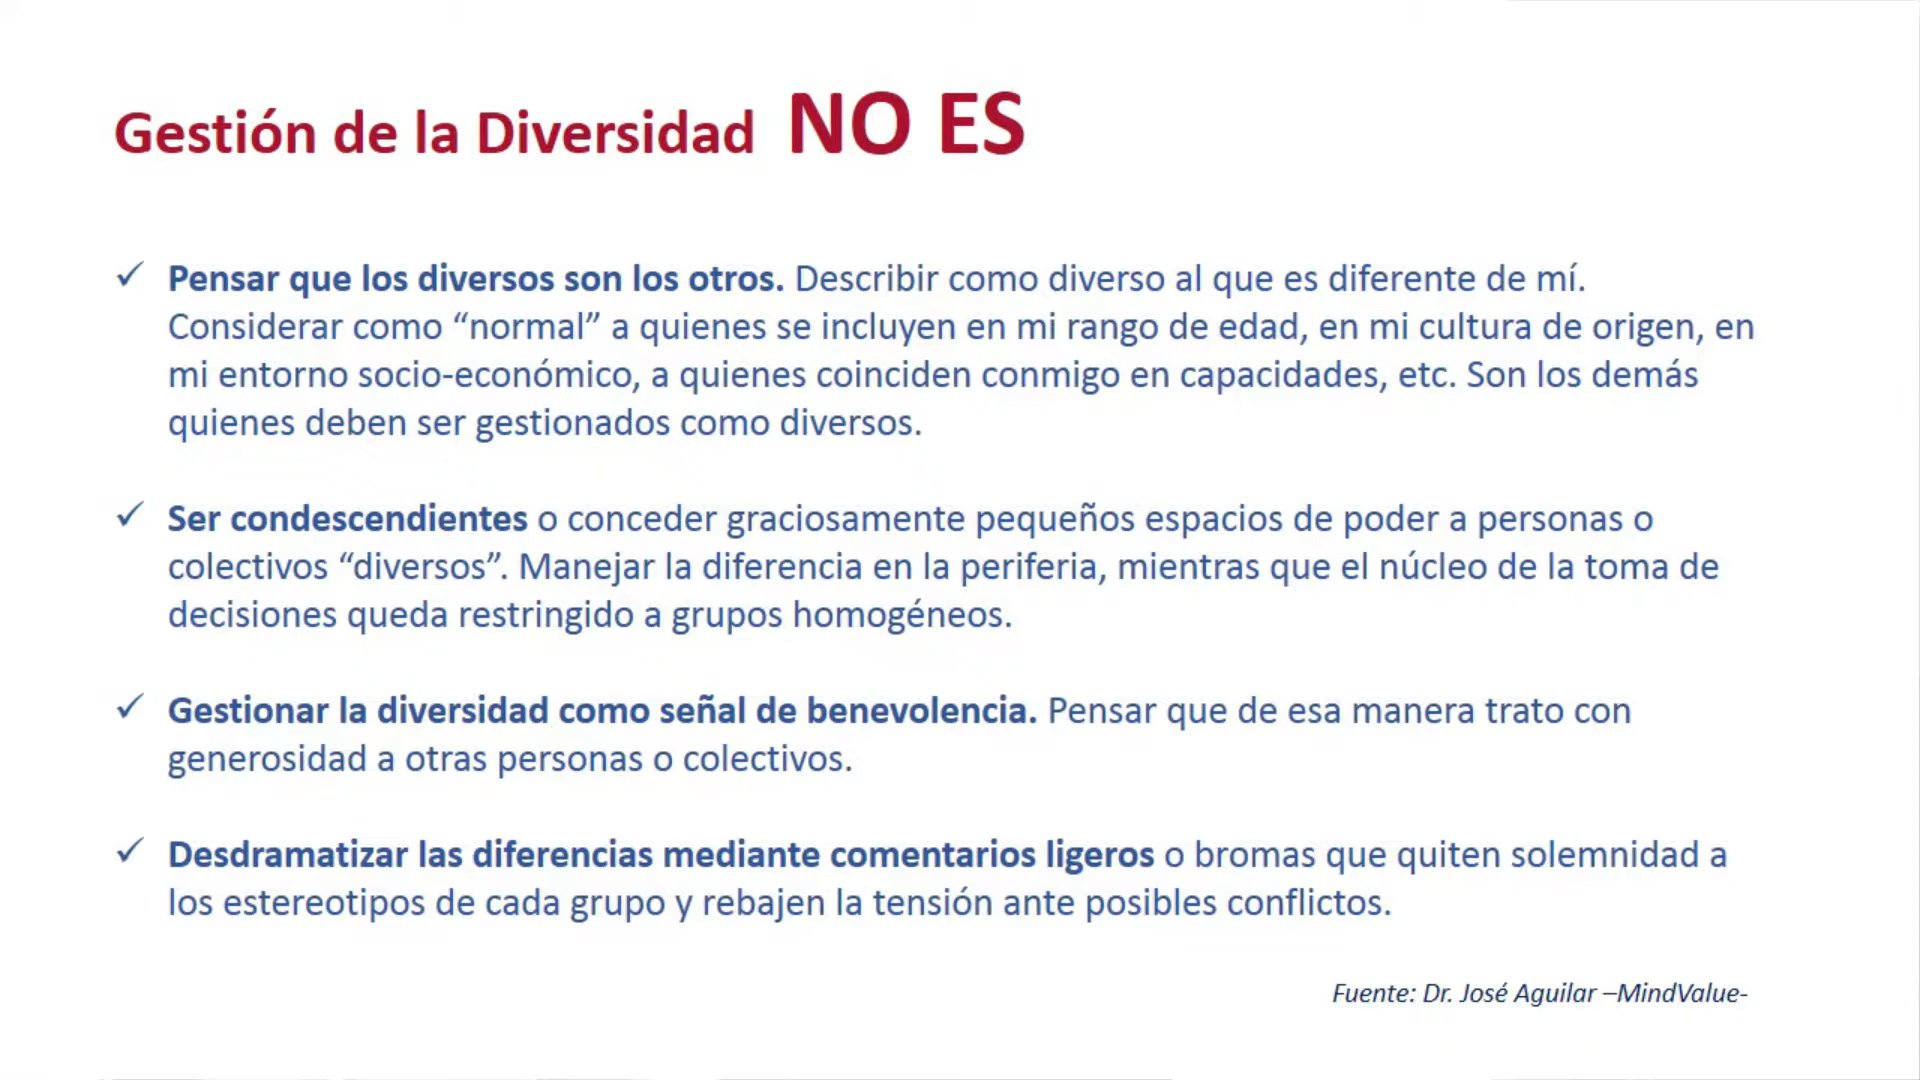 Gestión de la Diversidad NO ES
✓ Pensar que los diversos son los otros. Describir como diverso al que es diferente de mí.
Considerar como “normal” a quienes se incluyen en mi rango de edad, en mi cultura de origen, en
mi entorno socio-económico, a quienes coinciden conmigo en capacidades, etc. Son los demás
quienes deben ser gestionados como diversos.
✓ Ser condescendientes o conceder graciosamente pequeños espacios de poder a personas o
colectivos “diversos”. Manejar la diferencia en la periferia, mientras que el núcleo de la toma de
decisiones queda restringido a grupos homogéneos.
✓ Gestionar la diversidad como señal de benevolencia. Pensar que de esa manera trato con
generosidad a otras personas o colectivos.
✓ Desdramatizar las diferencias mediante comentarios ligeros o bromas que quiten solemnidad a
los estereotipos de cada grupo y rebajen la tensión ante posibles conflictos.
Fuente: Dr. José Aguilar –MindValue-